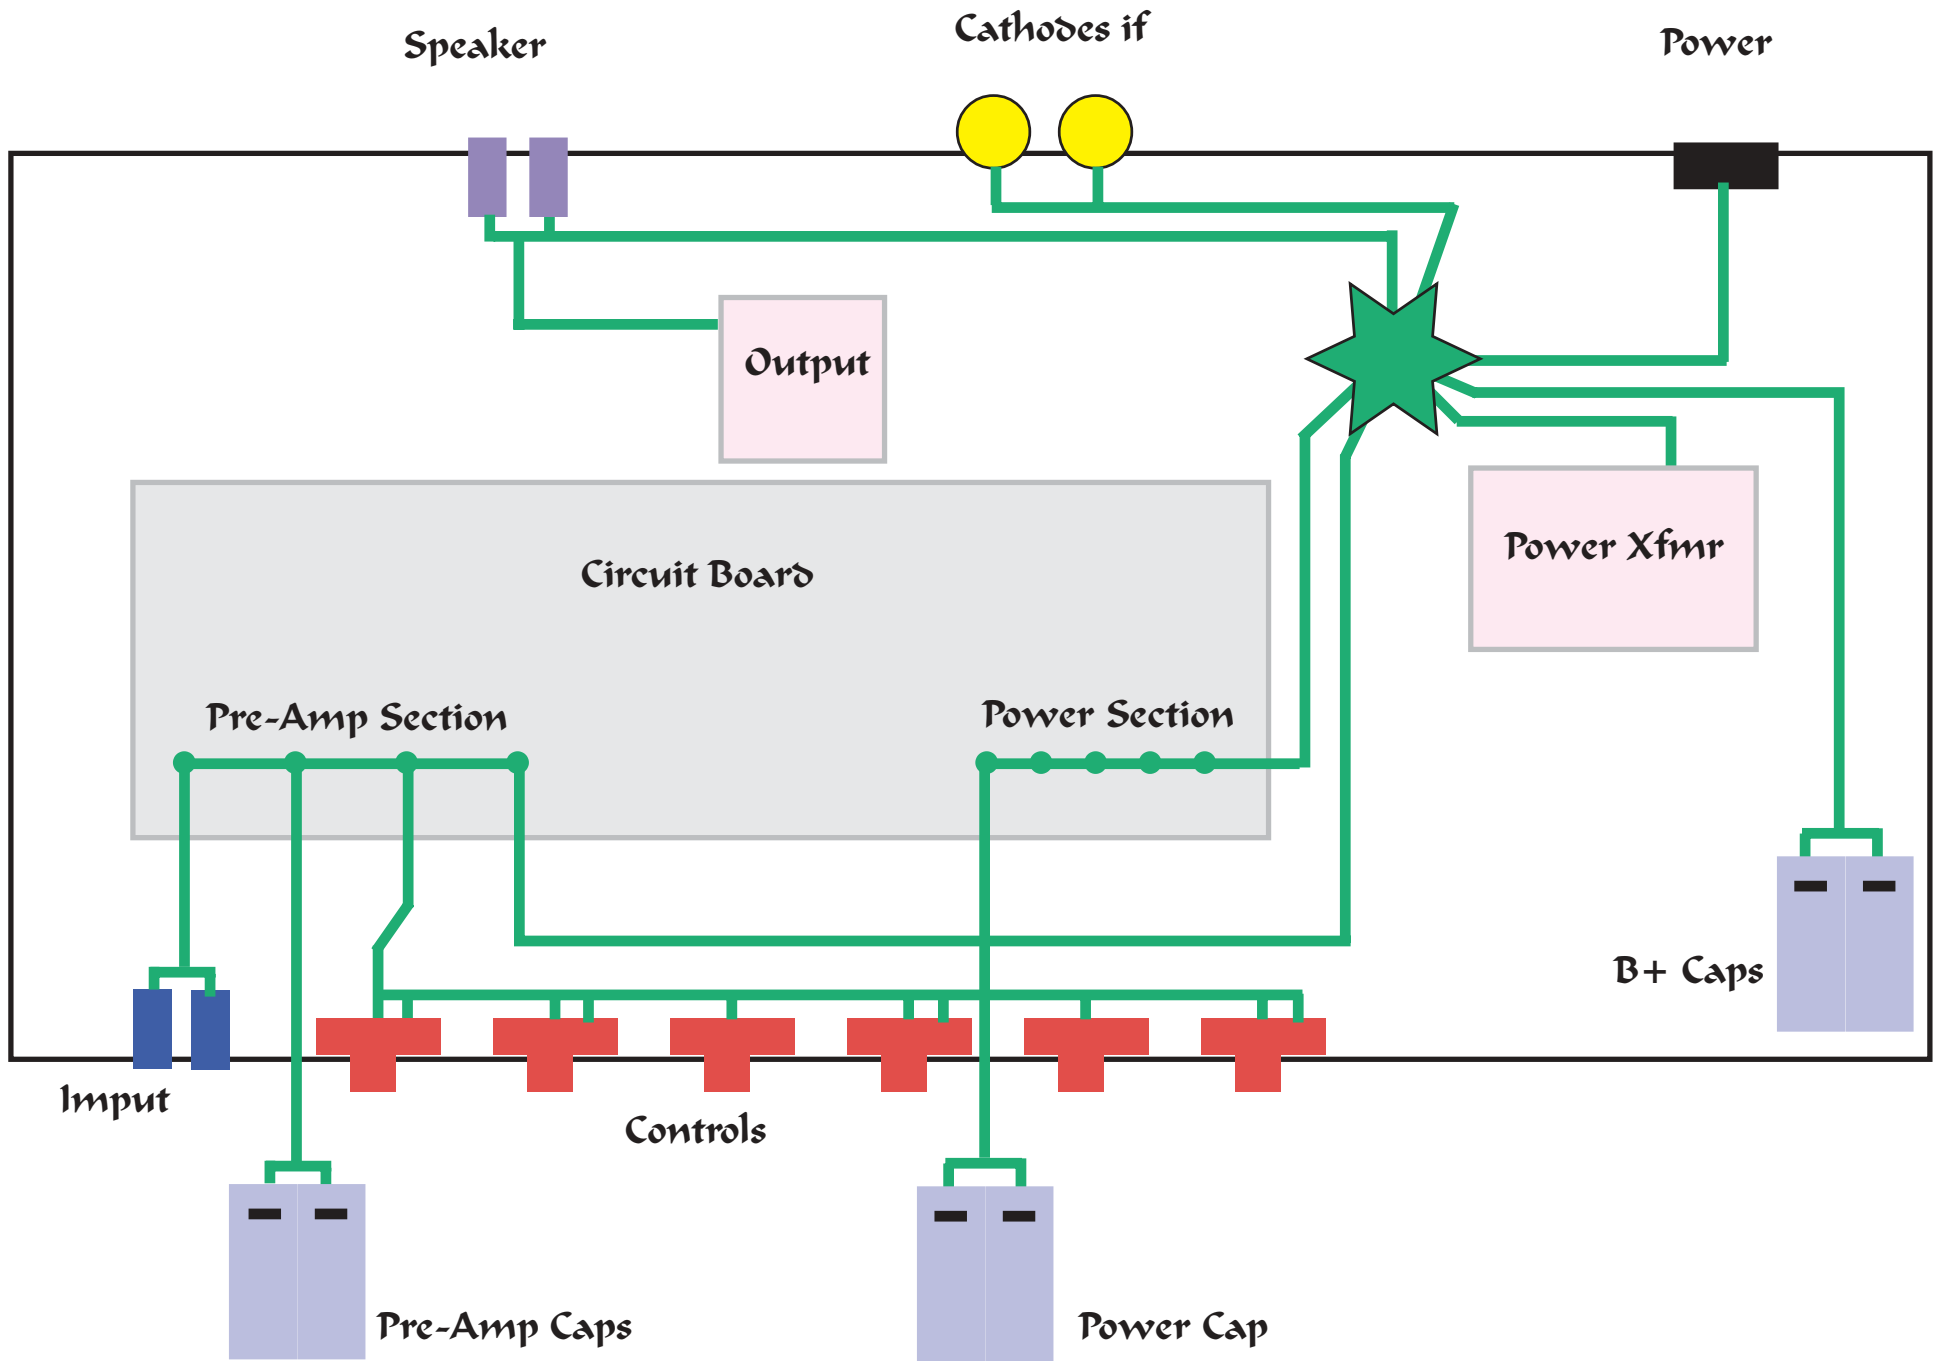 Speaker
Cathodes if
Power
Output
Power Xfmr
Circuit Board
Pre-Amp Section
Power Section
B+ Caps
Imput
Controls
Pre-Amp Caps
Power Cap